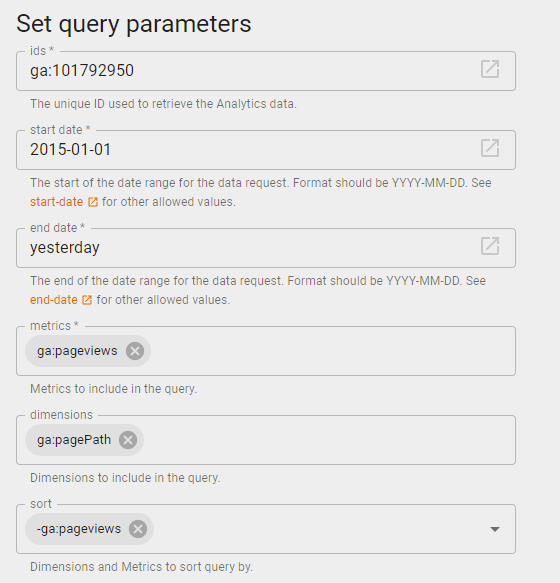 Set query parameters
ids *
ga:101792950
The unique ID used to retrieve the Analytics data.
start date *
2015-01-01
The start of the date range for the data request. Format should be YYYY-MM-DD. See
start-date for other allowed values.
end date *
yesterday
The end of the date range for the data request. Format should be YYYY-MM-DD. See
end-date for other allowed values.
metrics *
ga:pageviews
Metrics to include in the query.
dimensions
ga:pagePath
Dimensions to include in the query.
sort
-ga:pageviews
Dimensions and Metrics to sort query by.